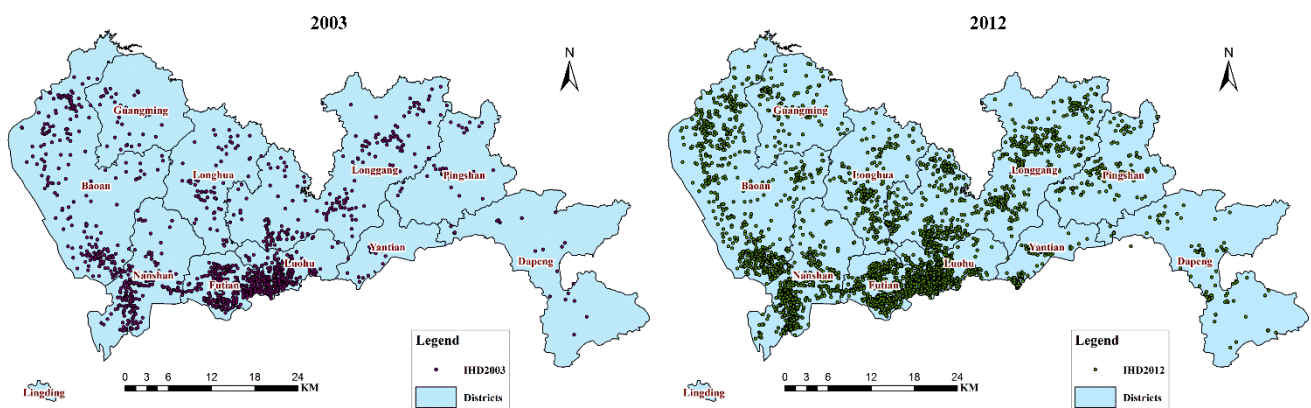 2003
N
Guangming
Baoan
Longhua
Longgang
Pingshan
Yantian
Dapeng
Nanshan
Futian
Luohu
Lingding
0 3 4 6 12 18 24
KM
Legend
IHD2003
Districts
2012
N
Guangming
Baoan
Longhua
Longgang
Pingshan
Yantian
Dapeng
Nanshan
Futian
Luohu
Lingding
0 3 4 6 12 18 24
KM
Legend
IHD2012
Districts